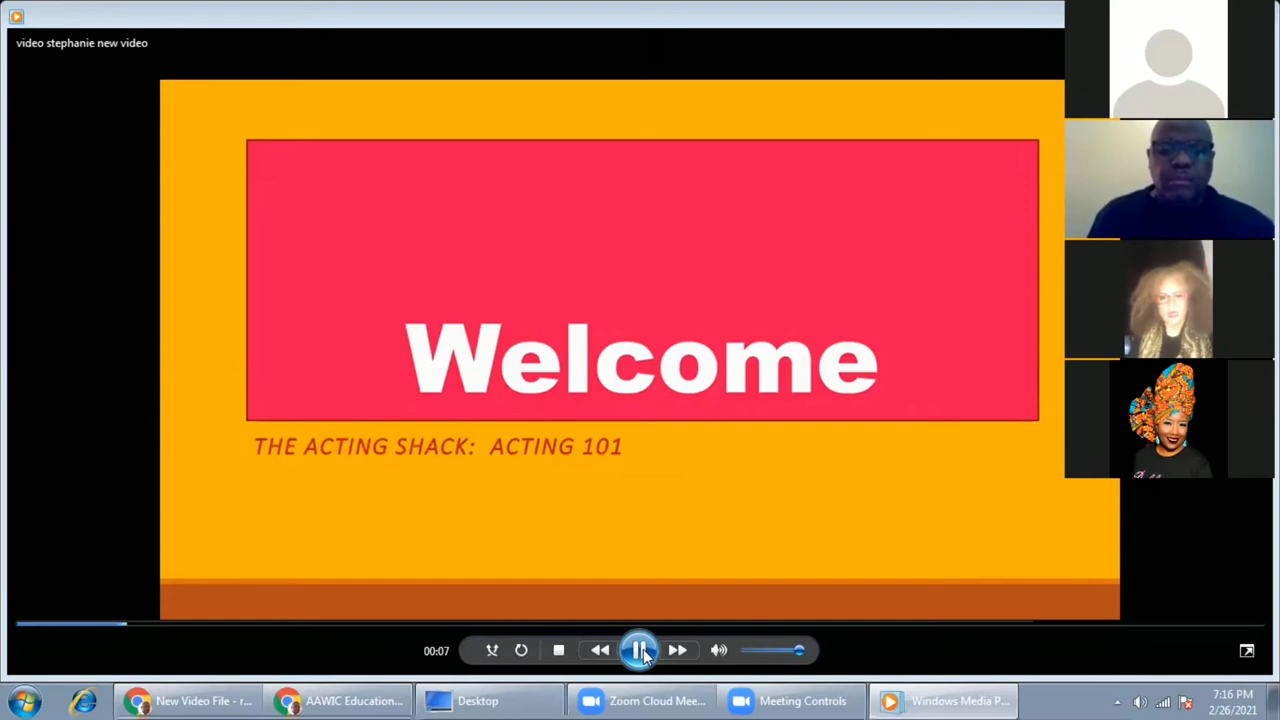 video stephanie new video
Welcome
THE ACTING SHACK: ACTING 101
00:07
New Video File - r...
AAWIC Education...
Desktop
Zoom Cloud Mee...
Meeting Controls
Windows Media P...
7:16 PM
2/26/2021